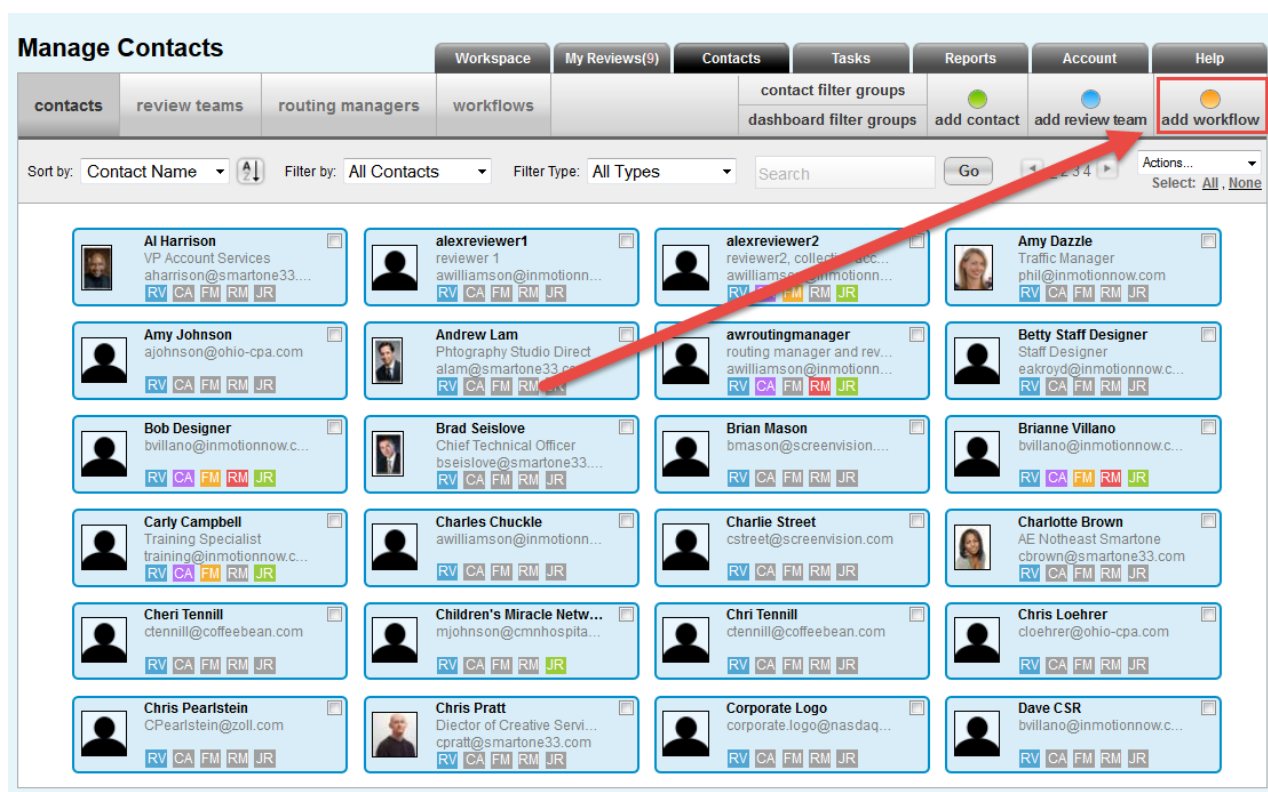 Manage Contacts
Workspace My Reviews(9) Contacts Tasks Reports Account Help
contacts review teams routing managers workflows
contact filter groups
dashboard filter groups
add contact add review team add workflow
Sort by: Contact Name Filter by: All Contacts Filter Type: All Types Search Go 2 3 4 Actions...
Select: All , None
Al Harrison
VP Account Services
aharrison@smartone33....
RV CA FM RM JR
alexreviewer1
reviewer 1
awilliamson@inmotionn...
RV CA FM RM JR
alexreviewer2
reviewer2, collection acc...
awilliamson@inmotionn...
RV CA FM RM JR
Amy Dazzle
Traffic Manager
phil@inmotionnow.com
RV CA FM RM JR
Amy Johnson
ajohnson@ohio-cpa.com
RV CA FM RM JR
Andrew Lam
Phtography Studio Direct
alam@smartone33.com
RV CA FM RM JR
awroutingmanager
routing manager and rev...
awilliamson@inmotionn...
RV CA FM RM JR
Betty Staff Designer
Staff Designer
eakroyd@inmotionnow.c...
RV CA FM RM JR
Bob Designer
bvillano@inmotionnow.c...
RV CA FM RM JR
Brad Seislove
Chief Technical Officer
bseislove@smartone33....
RV CA FM RM JR
Brian Mason
bmason@screenvision....
RV CA FM RM JR
Brianne Villano
bvillano@inmotionnow.c...
RV CA FM RM JR
Carly Campbell
Training Specialist
training@inmotionnow.c...
RV CA FM RM JR
Charles Chuckle
awilliamson@inmotionn...
RV CA FM RM JR
Charlie Street
cstreet@screenvision.com
RV CA FM RM JR
Charlotte Brown
AE Notheast Smartone
cbrown@smartone33.com
RV CA FM RM JR
Cheri Tennill
ctennill@coffeebean.com
RV CA FM RM JR
Children's Miracle Netw...
mjohnson@cmnhospita...
RV CA FM RM JR
Chri Tennill
ctennill@coffeebean.com
RV CA FM RM JR
Chris Loehrer
cloehrer@ohio-cpa.com
RV CA FM RM JR
Chris Pearlstein
CPearlstein@zoll.com
RV CA FM RM JR
Chris Pratt
Diector of Creative Servi...
cpratt@smartone33.com
RV CA FM RM JR
Corporate Logo
corporate.logo@nasdaq...
RV CA FM RM JR
Dave CSR
bvillano@inmotionnow.c...
RV CA FM RM JR